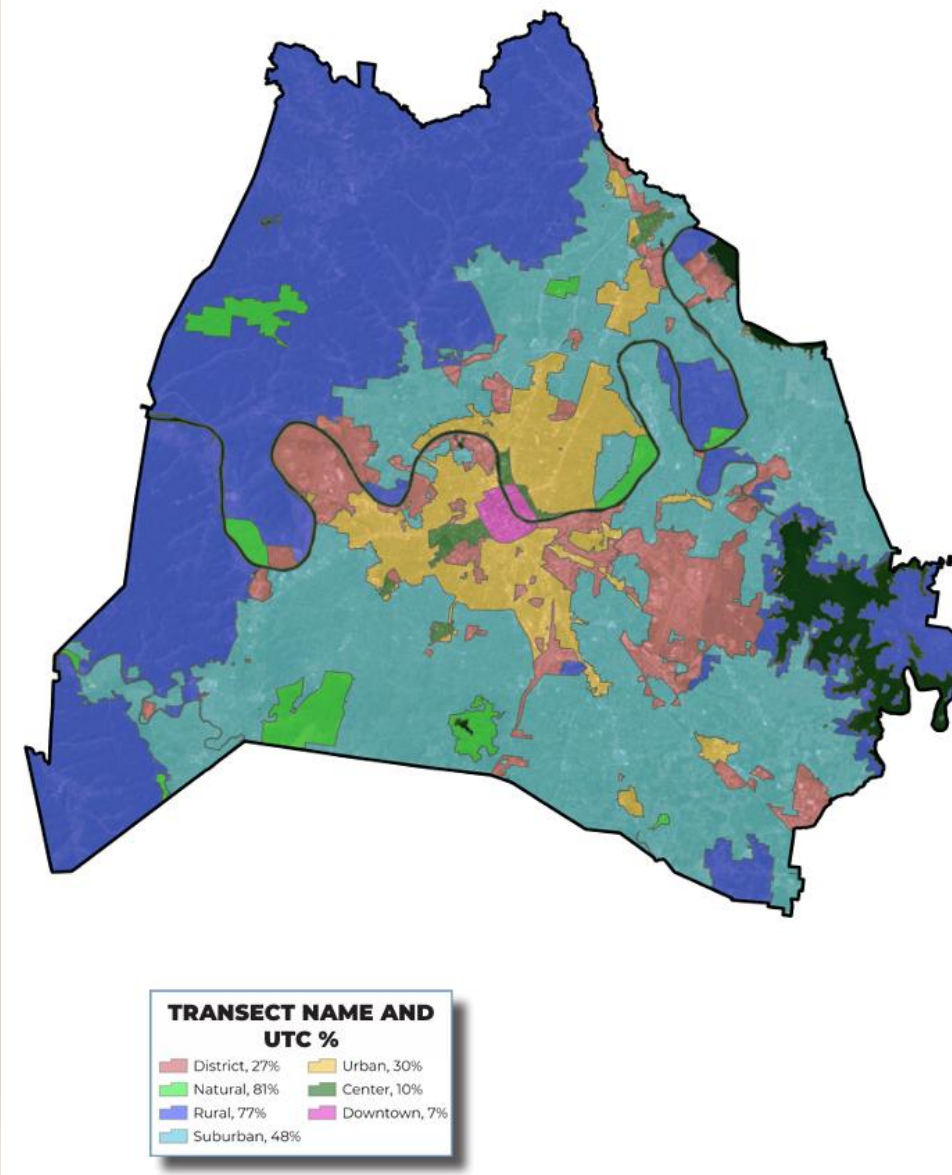 TRANSECT NAME AND
UTC %
District, 27%
Urban, 30%
Natural, 81%
Center, 10%
Rural, 77%
Downtown, 7%
Suburban, 48%